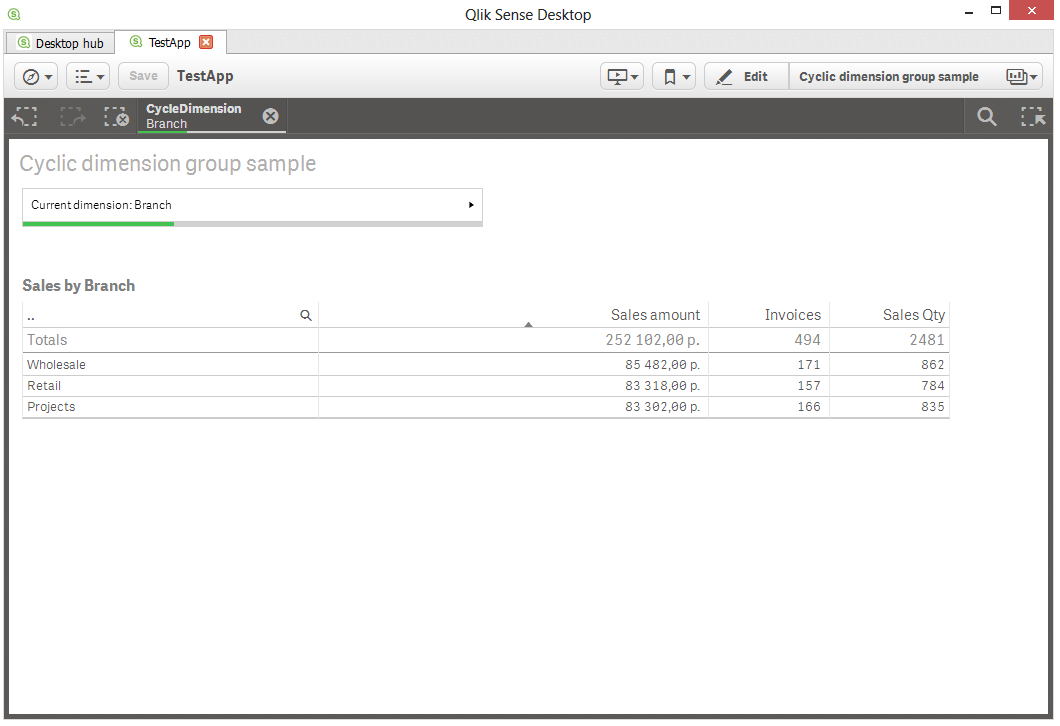 Qlik Sense Desktop
Desktop hub TestApp
Save TestApp Edit Cyclic dimension group sample
CycleDimension
Branch
Cyclic dimension group sample
Current dimension: Branch
Sales by Branch
.. Sales amount Invoices Sales Qty
Totals 252 102,00 р. 494 2481
Wholesale 85 482,00 р. 171 862
Retail 83 318,00 р. 157 784
Projects 83 302,00 р. 166 835